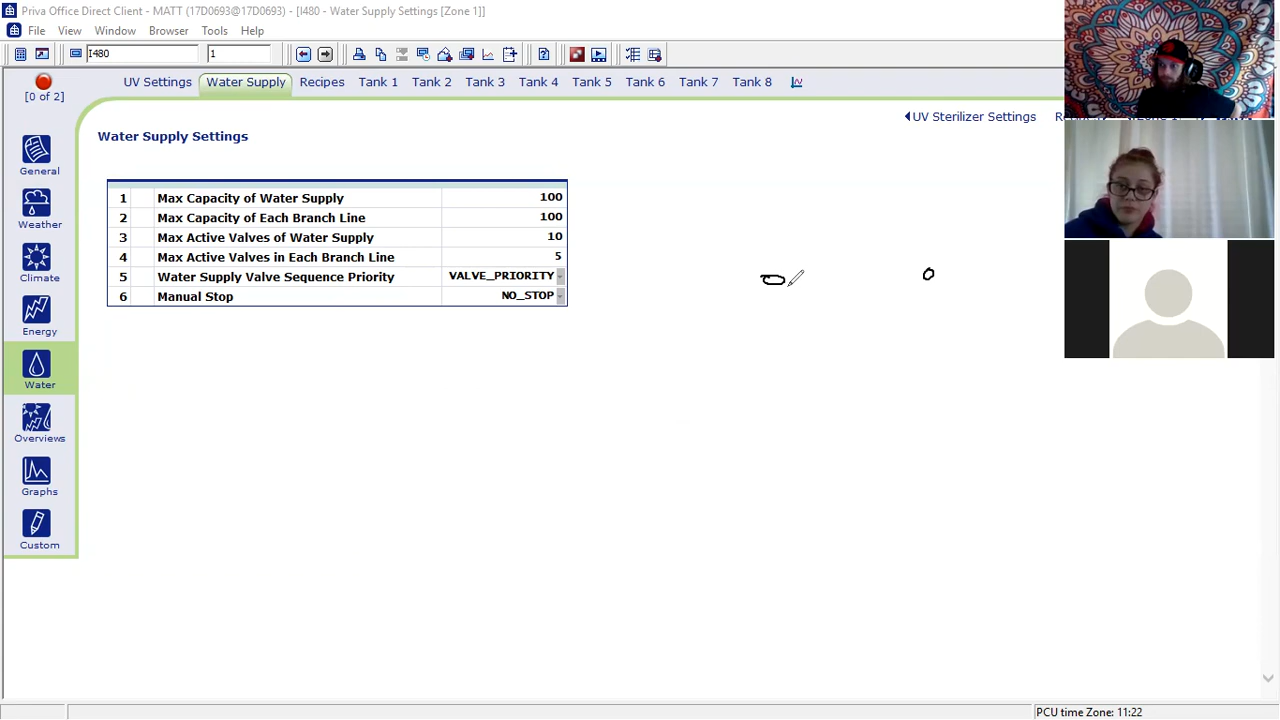 Priva Office Direct Client - MATT (17D0693@17D0693) - [I480 - Water Supply Settings [Zone 1]]
File View Window Browser Tools Help
I480 1
[0 of 2]
UV Settings Water Supply Recipes Tank 1 Tank 2 Tank 3 Tank 4 Tank 5 Tank 6 Tank 7 Tank 8
UV Sterilizer Settings
Water Supply Settings
General
Weather
Climate
Energy
Water
Overviews
Graphs
Custom
1 Max Capacity of Water Supply 100
2 Max Capacity of Each Branch Line 100
3 Max Active Valves of Water Supply 10
4 Max Active Valves in Each Branch Line 5
5 Water Supply Valve Sequence Priority VALVE_PRIORITY
6 Manual Stop NO_STOP
PCU time Zone: 11:22